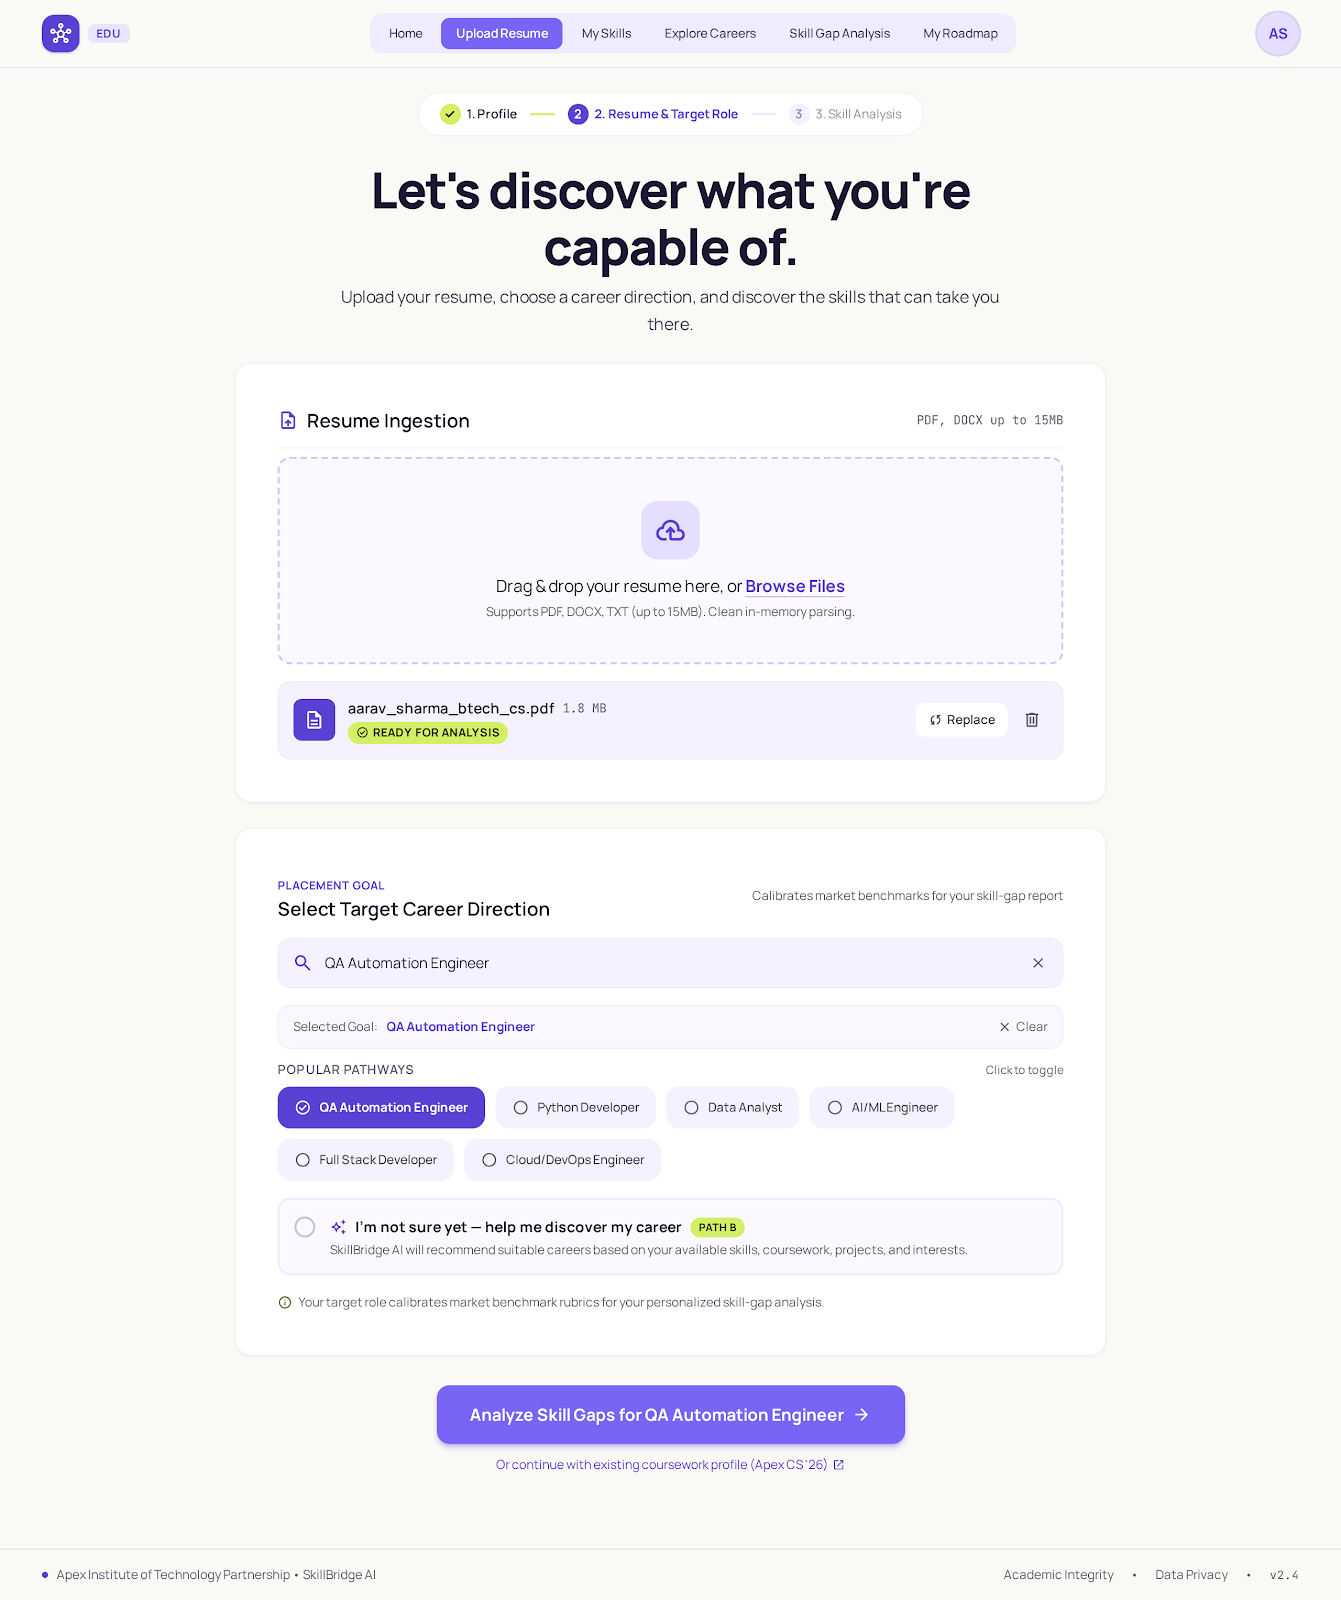 EDU
Home
Upload Resume
My Skills
Explore Careers
Skill Gap Analysis
My Roadmap
AS
1. Profile
2
2. Resume & Target Role
3
3. Skill Analysis
Let's discover what you're
capable of.
Upload your resume, choose a career direction, and discover the skills that can take you
there.
Resume Ingestion
PDF, DOCX up to 15MB
Drag & drop your resume here, or Browse Files
Supports PDF, DOCX, TXT (up to 15MB). Clean in-memory parsing.
aarav_sharma_btech_cs.pdf 1.8 MB
READY FOR ANALYSIS
Replace
PLACEMENT GOAL
Select Target Career Direction
Calibrates market benchmarks for your skill-gap report
QA Automation Engineer
Selected Goal: QA Automation Engineer
Clear
POPULAR PATHWAYS
Click to toggle
QA Automation Engineer
Python Developer
Data Analyst
AI/ML Engineer
Full Stack Developer
Cloud/DevOps Engineer
I'm not sure yet — help me discover my career PATH B
SkillBridge AI will recommend suitable careers based on your available skills, coursework, projects, and interests.
Your target role calibrates market benchmark rubrics for your personalized skill-gap analysis.
Analyze Skill Gaps for QA Automation Engineer →
Or continue with existing coursework profile (Apex CS '26)
Apex Institute of Technology Partnership • SkillBridge AI
Academic Integrity • Data Privacy • v2.4